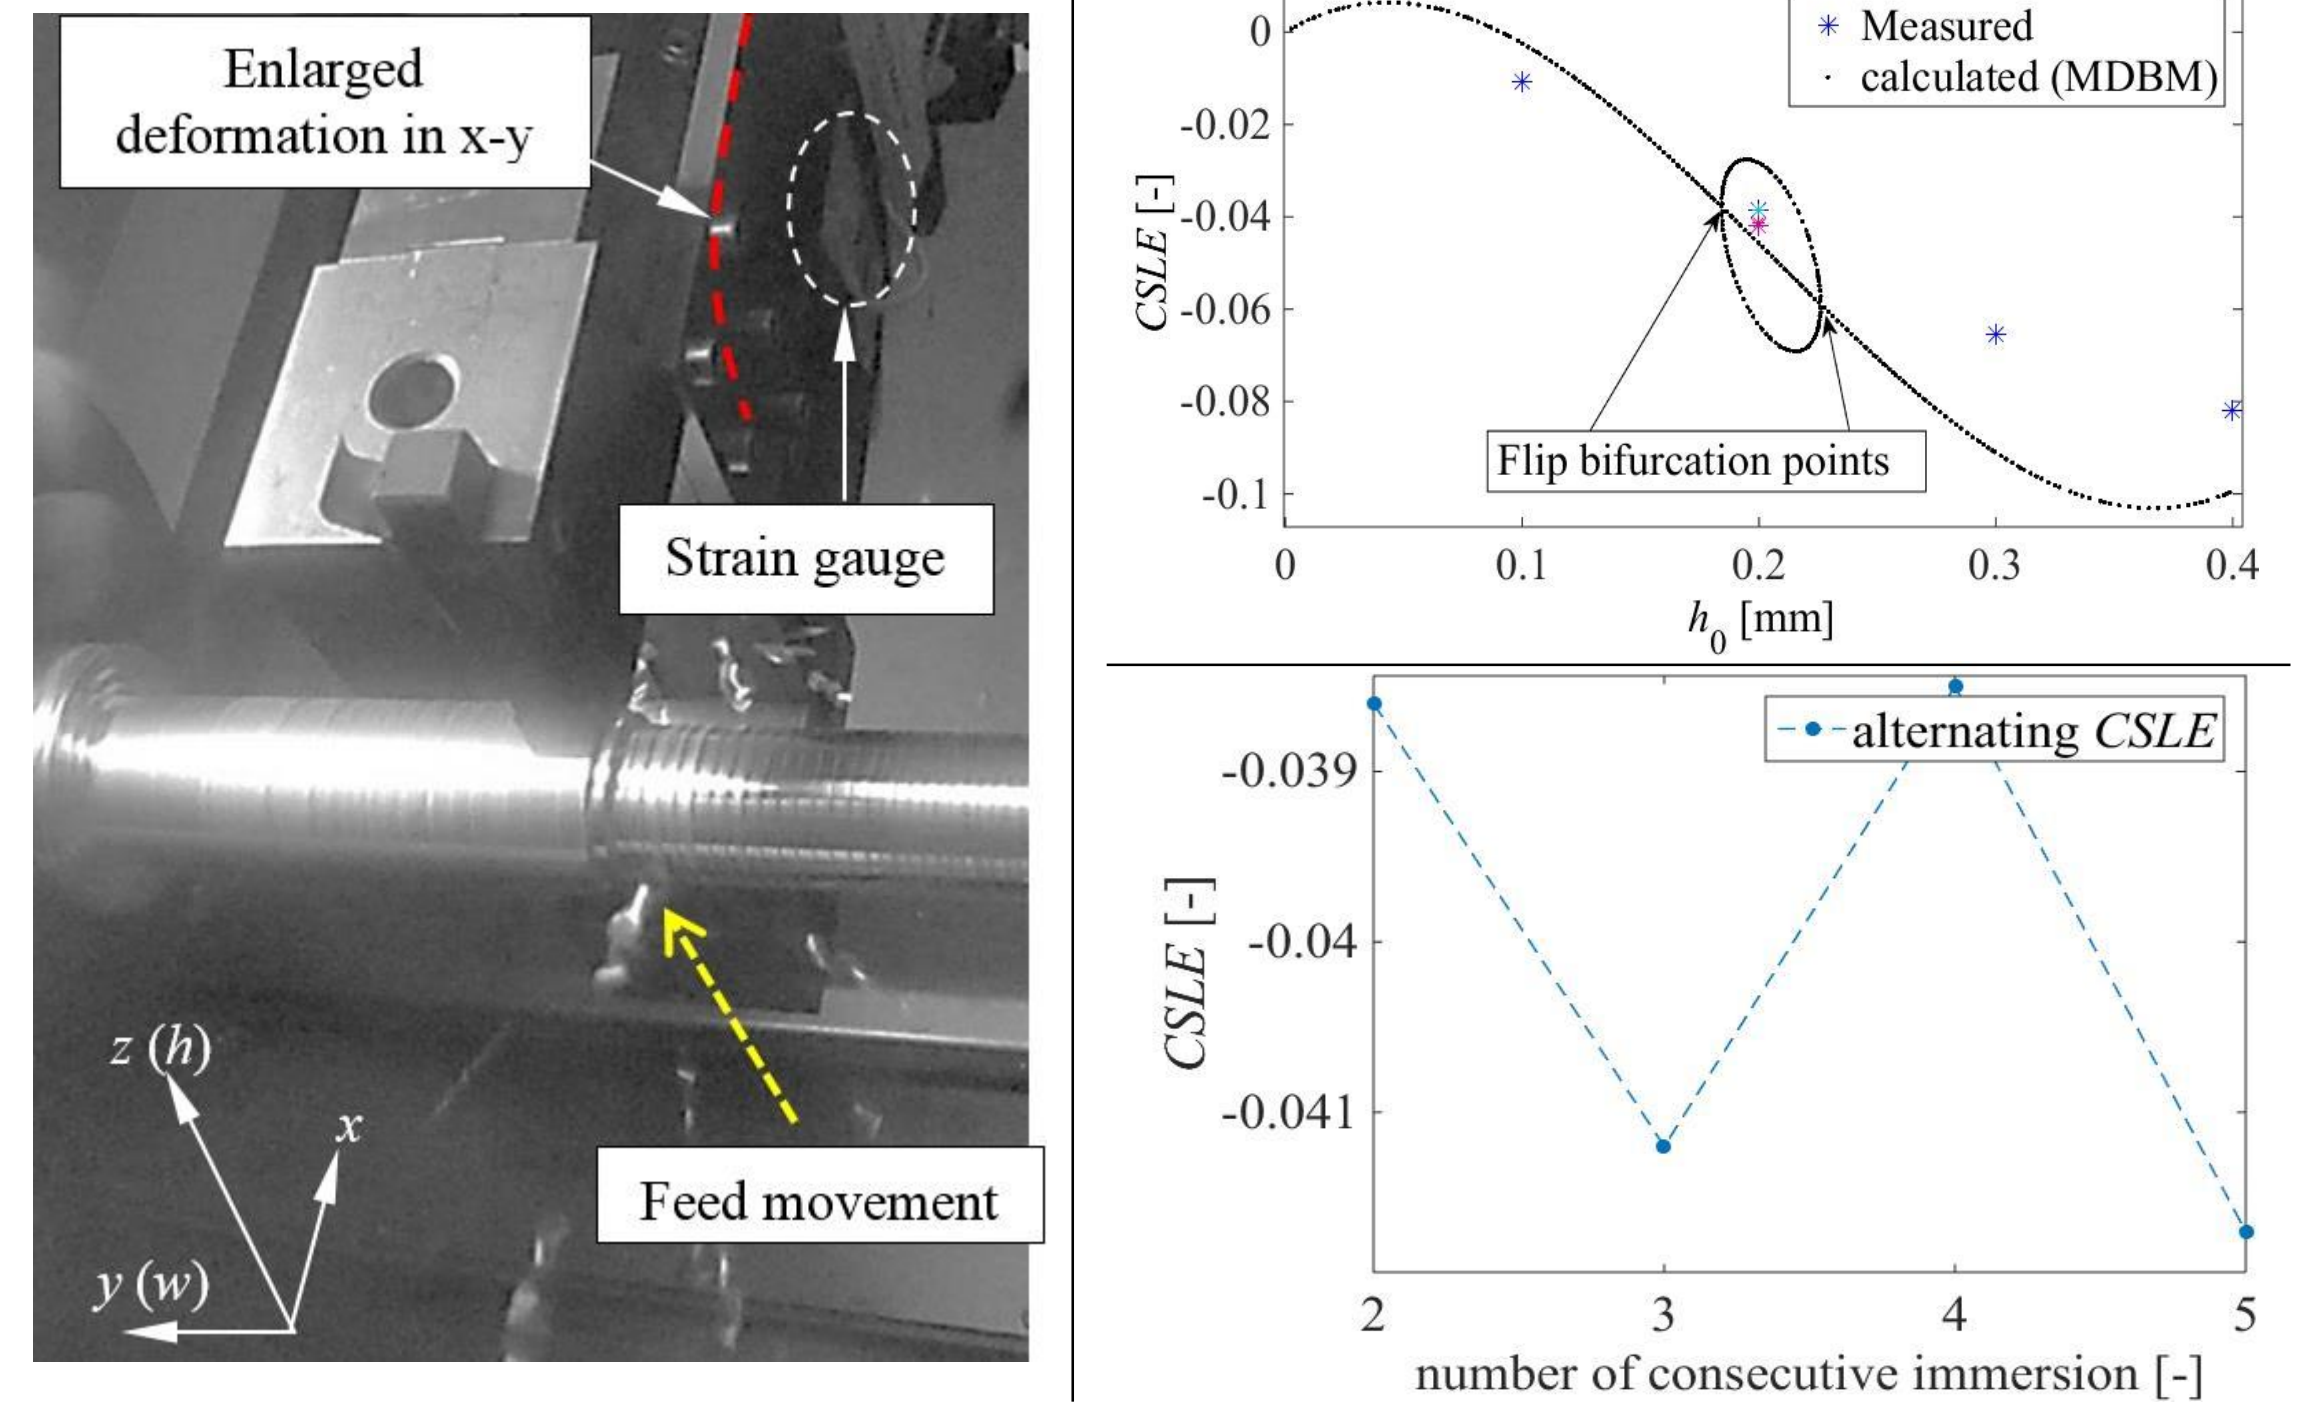 Enlarged
deformation in x-y
Strain gauge
Feed movement
z (h)
x
y (w)
Measured
calculated (MDBM)
0
-0.02
-0.04
-0.06
-0.08
-0.1
CSLE [-]
Flip bifurcation points
0 0.1 0.2 0.3 0.4
h0 [mm]
alternating CSLE
-0.039
-0.04
-0.041
CSLE [-]
2 3 4 5
number of consecutive immersion [-]